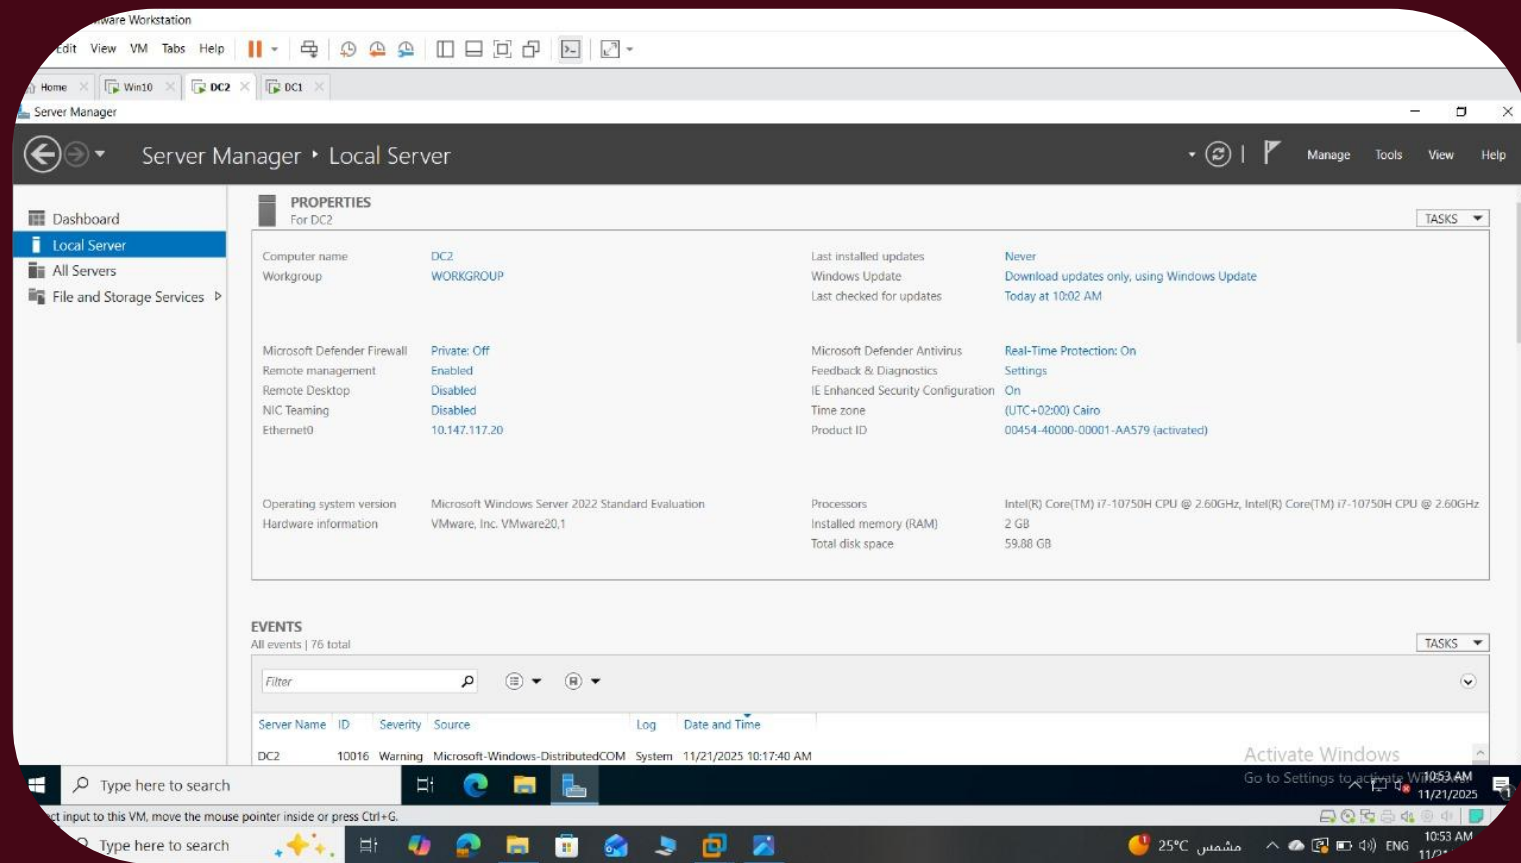 ware Workstation
Edit View VM Tabs Help
Home Win10 DC2 DC1
Server Manager
Server Manager ‣ Local Server
Manage Tools View Help
Dashboard
Local Server
All Servers
File and Storage Services
PROPERTIES
For DC2
TASKS
Computer name DC2
Workgroup WORKGROUP
Last installed updates Never
Windows Update Download updates only, using Windows Update
Last checked for updates Today at 10:02 AM
Microsoft Defender Firewall Private: Off
Remote management Enabled
Remote Desktop Disabled
NIC Teaming Disabled
Ethernet0 10.147.117.20
Microsoft Defender Antivirus Real-Time Protection: On
Feedback & Diagnostics Settings
IE Enhanced Security Configuration On
Time zone (UTC+02:00) Cairo
Product ID 00454-40000-00001-AA579 (activated)
Operating system version Microsoft Windows Server 2022 Standard Evaluation
Hardware information VMware, Inc. VMware20,1
Processors Intel(R) Core(TM) i7-10750H CPU @ 2.60GHz, Intel(R) Core(TM) i7-10750H CPU @ 2.60GHz
Installed memory (RAM) 2 GB
Total disk space 59.88 GB
EVENTS
All events | 76 total
TASKS
Filter
Server Name ID Severity Source Log Date and Time
DC2 10016 Warning Microsoft-Windows-DistributedCOM System 11/21/2025 10:17:40 AM
Activate Windows
Go to Settings to activate
Type here to search
10:53 AM
11/21/2025
1
input to this VM, move the mouse pointer inside or press Ctrl+G.
Type here to search
1
25°C مشمس
ENG
10:53 AM